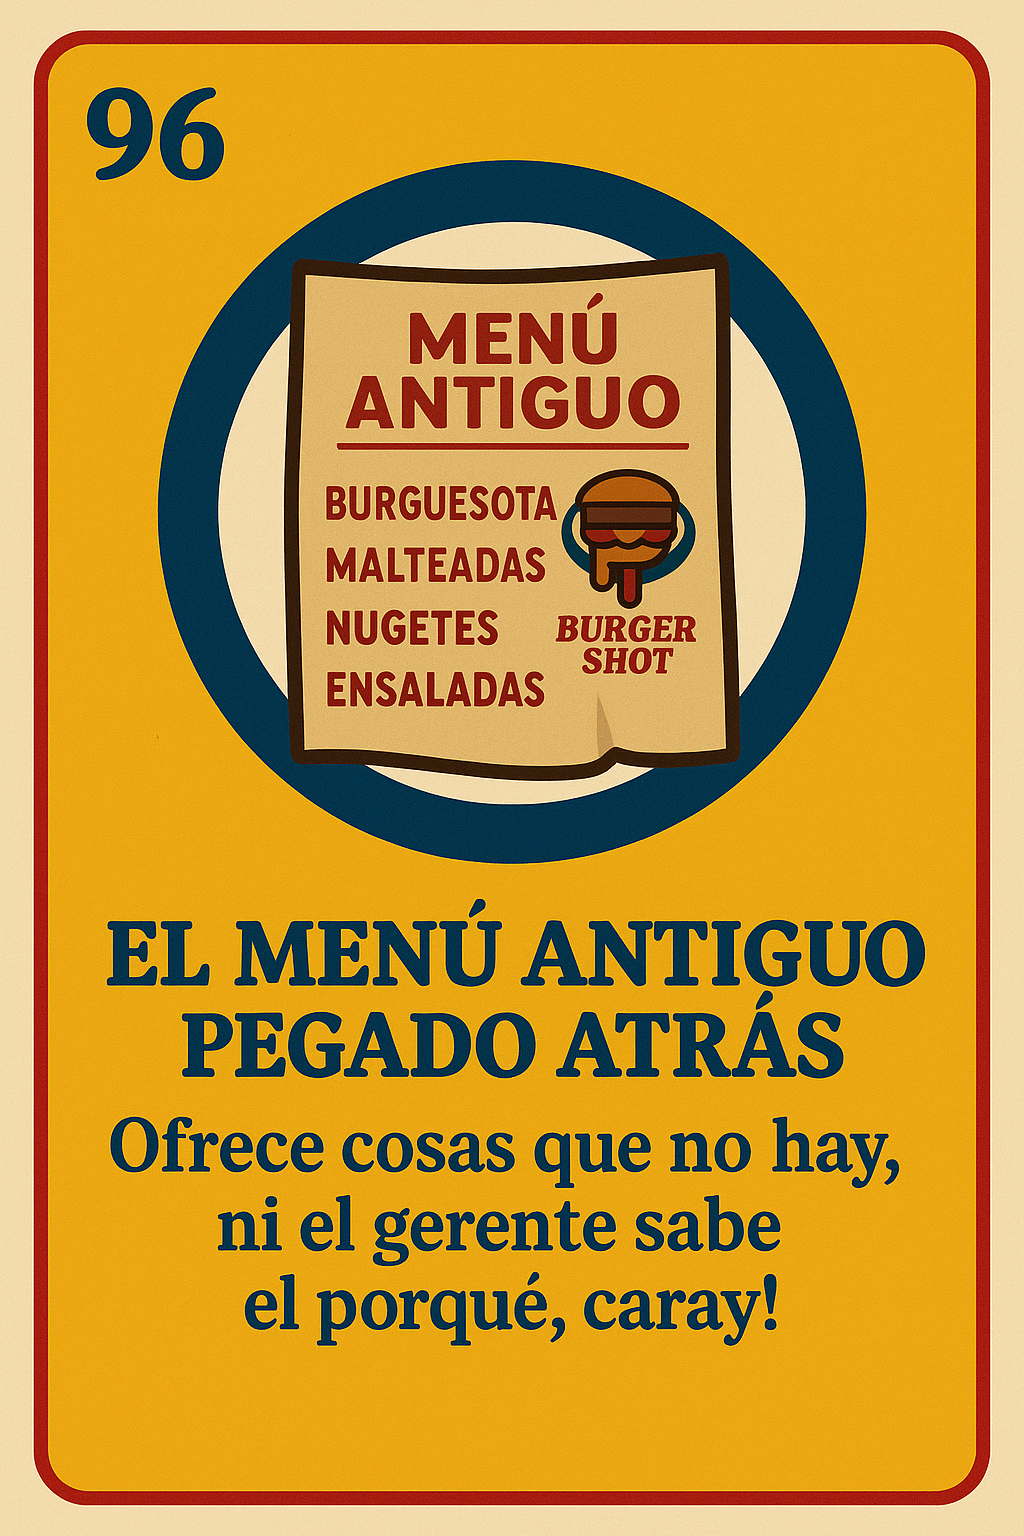 96
MENÚ
ANTIGUO
BURGUESOTA
MALTEADAS
NUGETES
ENSALADAS
BURGER
SHOT
EL MENÚ ANTIGUO
PEGADO ATRÁS
Ofrece cosas que no hay,
ni el gerente sabe
el porqué, caray!